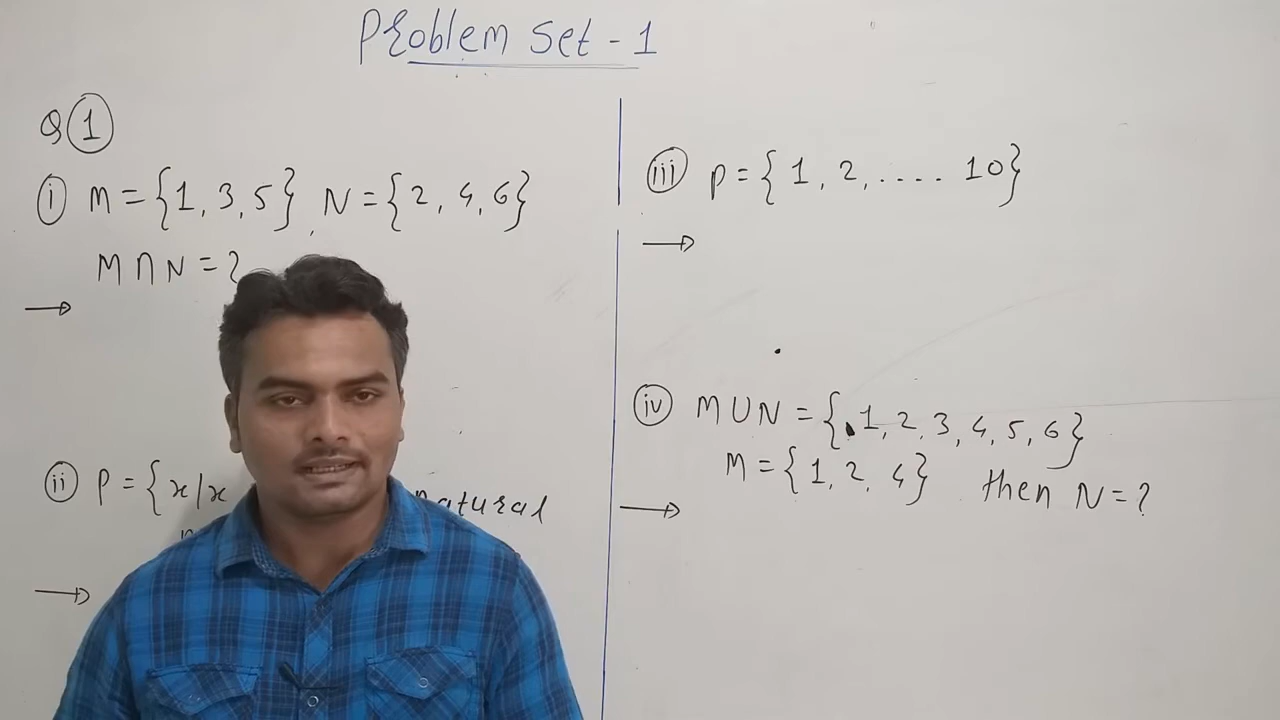 Problem Set - 1
Q 1
i M = {1, 3, 5}, N = {2, 4, 6}
M ∩ N = ?
→
ii P = {x/x natural
→
iii P = { 1, 2, .... 10}
→
iv M U N = { 1, 2, 3, 4, 5, 6}
M = {1, 2, 4} then N = ?
→